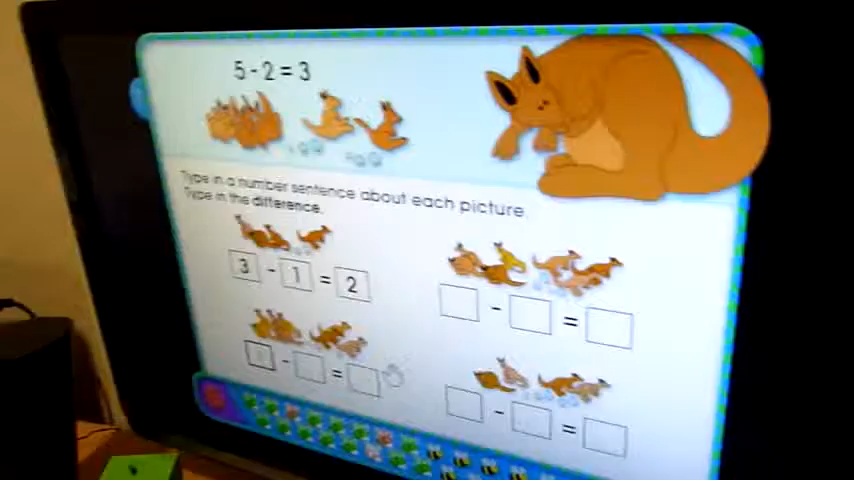 5 - 2 = 3
Type in a number sentence about each picture.
Type in the difference.
3 - 1 = 2
- =
- =
- =